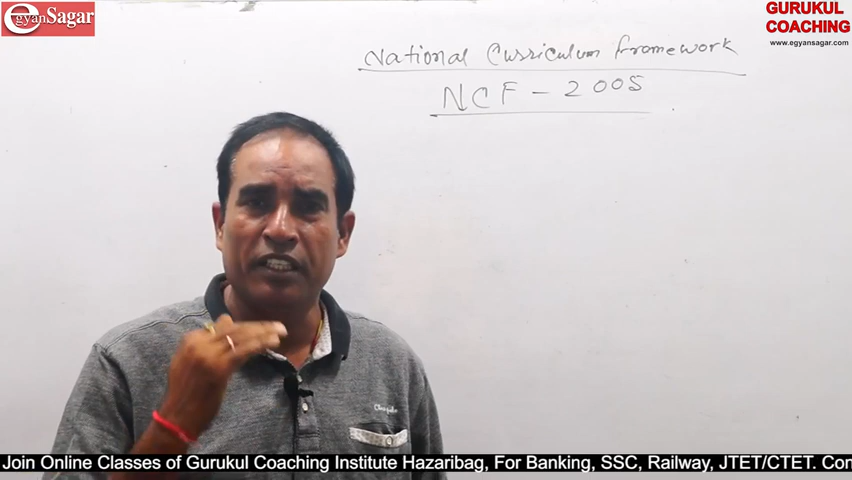 egyanSagar
GURUKUL
COACHING
www.egyansagar.com
National Curriculum Framework
NCF - 2005
Join Online Classes of Gurukul Coaching Institute Hazaribag, For Banking, SSC, Railway, JTET/CTET. Con